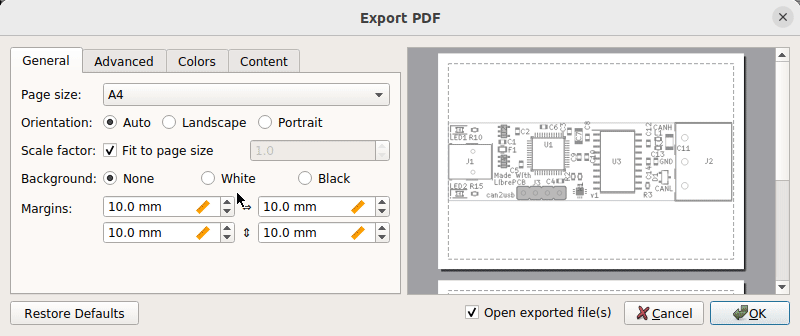 Export PDF
General Advanced Colors Content
Page size: A4
Orientation: Auto Landscape Portrait
Scale factor: Fit to page size 1.0
Background: None White Black
Margins: 10.0 mm 10.0 mm
10.0 mm 10.0 mm
LED1 R10 C2 C6 C8 C12 CANH
C1 U1 C11
F1
J1 U3 C13 GND J2
C5
Made With
LibrePCB J3 C4 CANL
LED2 R15
can2usb v1 R3
Restore Defaults Open exported file(s) Cancel OK